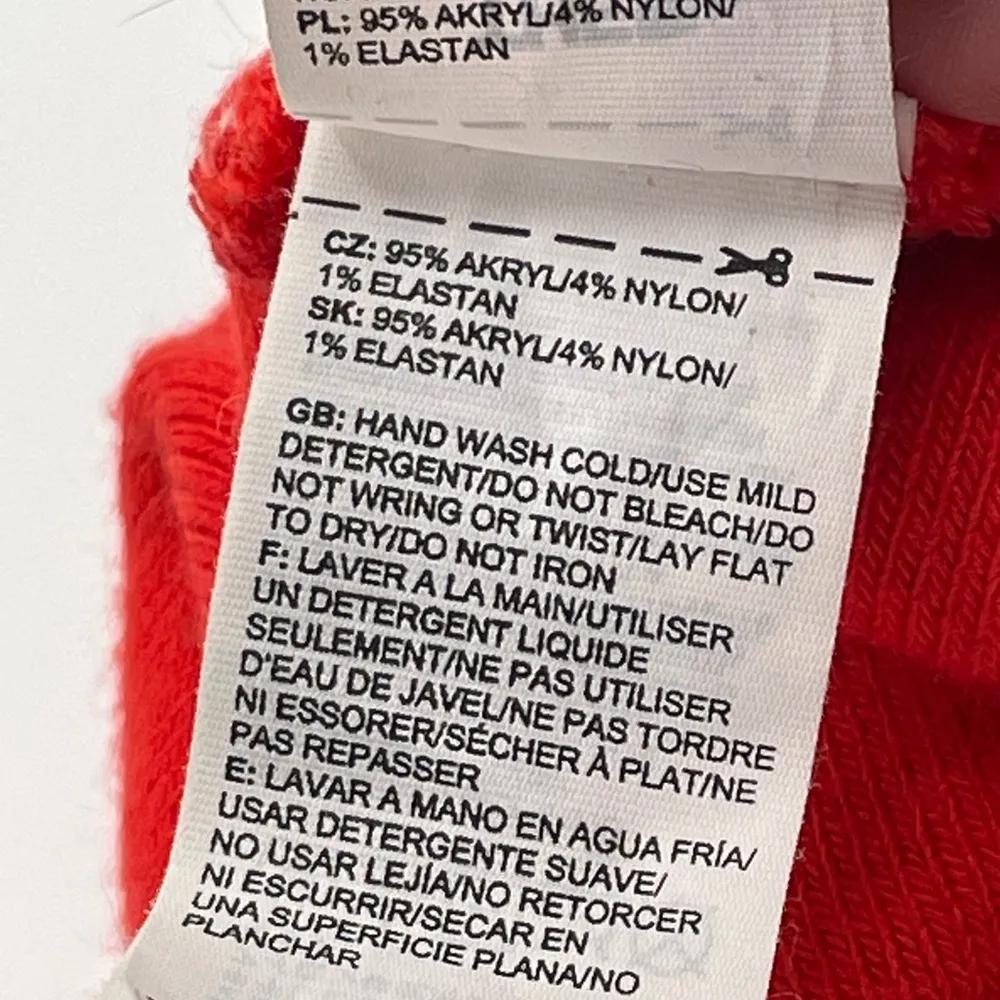 PL: 95% AKRYL/4% NYLON/
1% ELASTAN
CZ: 95% AKRYL/4% NYLON/
1% ELASTAN
SK: 95% AKRYL/4% NYLON/
1% ELASTAN
GB: HAND WASH COLD/USE MILD
DETERGENT/DO NOT BLEACH/DO
NOT WRING OR TWIST/LAY FLAT
TO DRY/DO NOT IRON
F: LAVER A LA MAIN/UTILISER
UN DETERGENT LIQUIDE
SEULEMENT/NE PAS UTILISER
D'EAU DE JAVEL/NE PAS TORDRE
NI ESSORER/SÉCHER À PLAT/NE
PAS REPASSER
E: LAVAR A MANO EN AGUA FRÍA/
USAR DETERGENTE SUAVE/
NO USAR LEJÍA/NO RETORCER
NI ESCURRIR/SECAR EN
UNA SUPERFICIE PLANA/NO
PLANCHAR